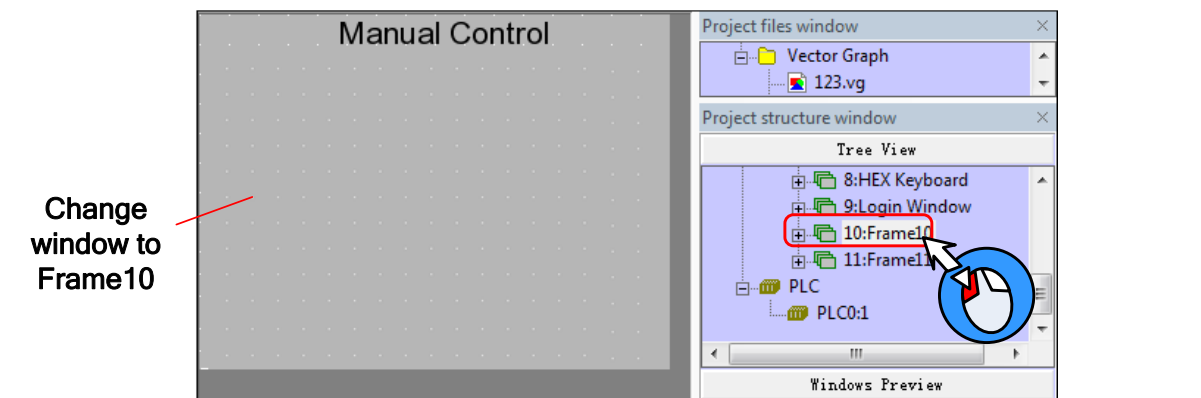 Manual Control
Change
window to
Frame10
Project files window
Vector Graph
123.vg
Project structure window
Tree View
8:HEX Keyboard
9:Login Window
10:Frame10
11:Frame11
PLC
PLC0:1
Windows Preview